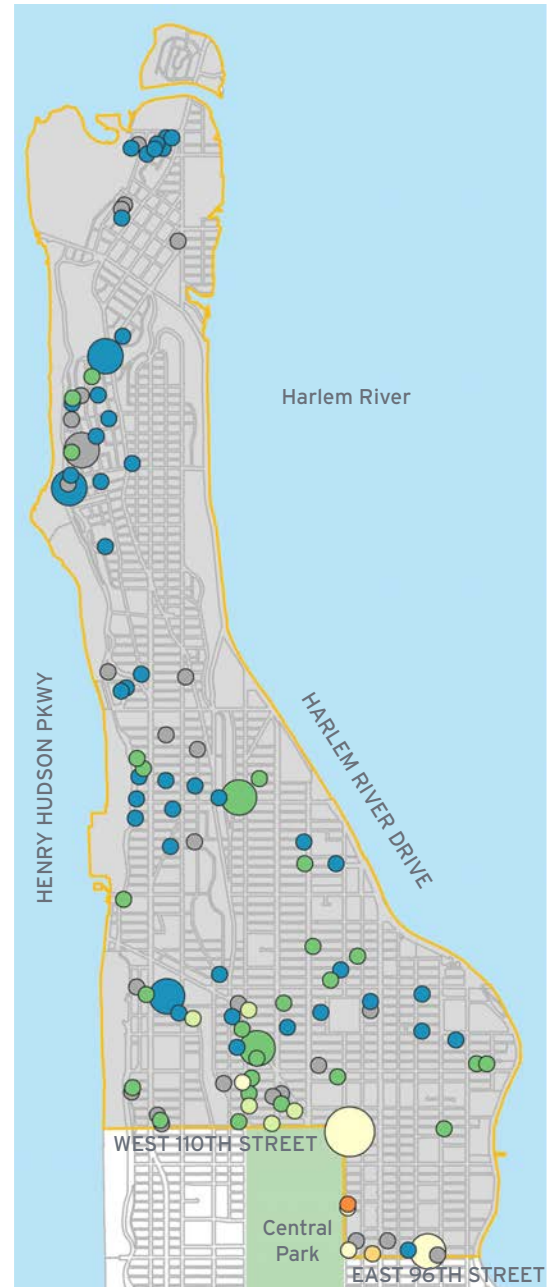 Harlem River
HENRY HUDSON PKWY
HARLEM RIVER DRIVE
WEST 110TH STREET
Central
Park
EAST 96TH STREET